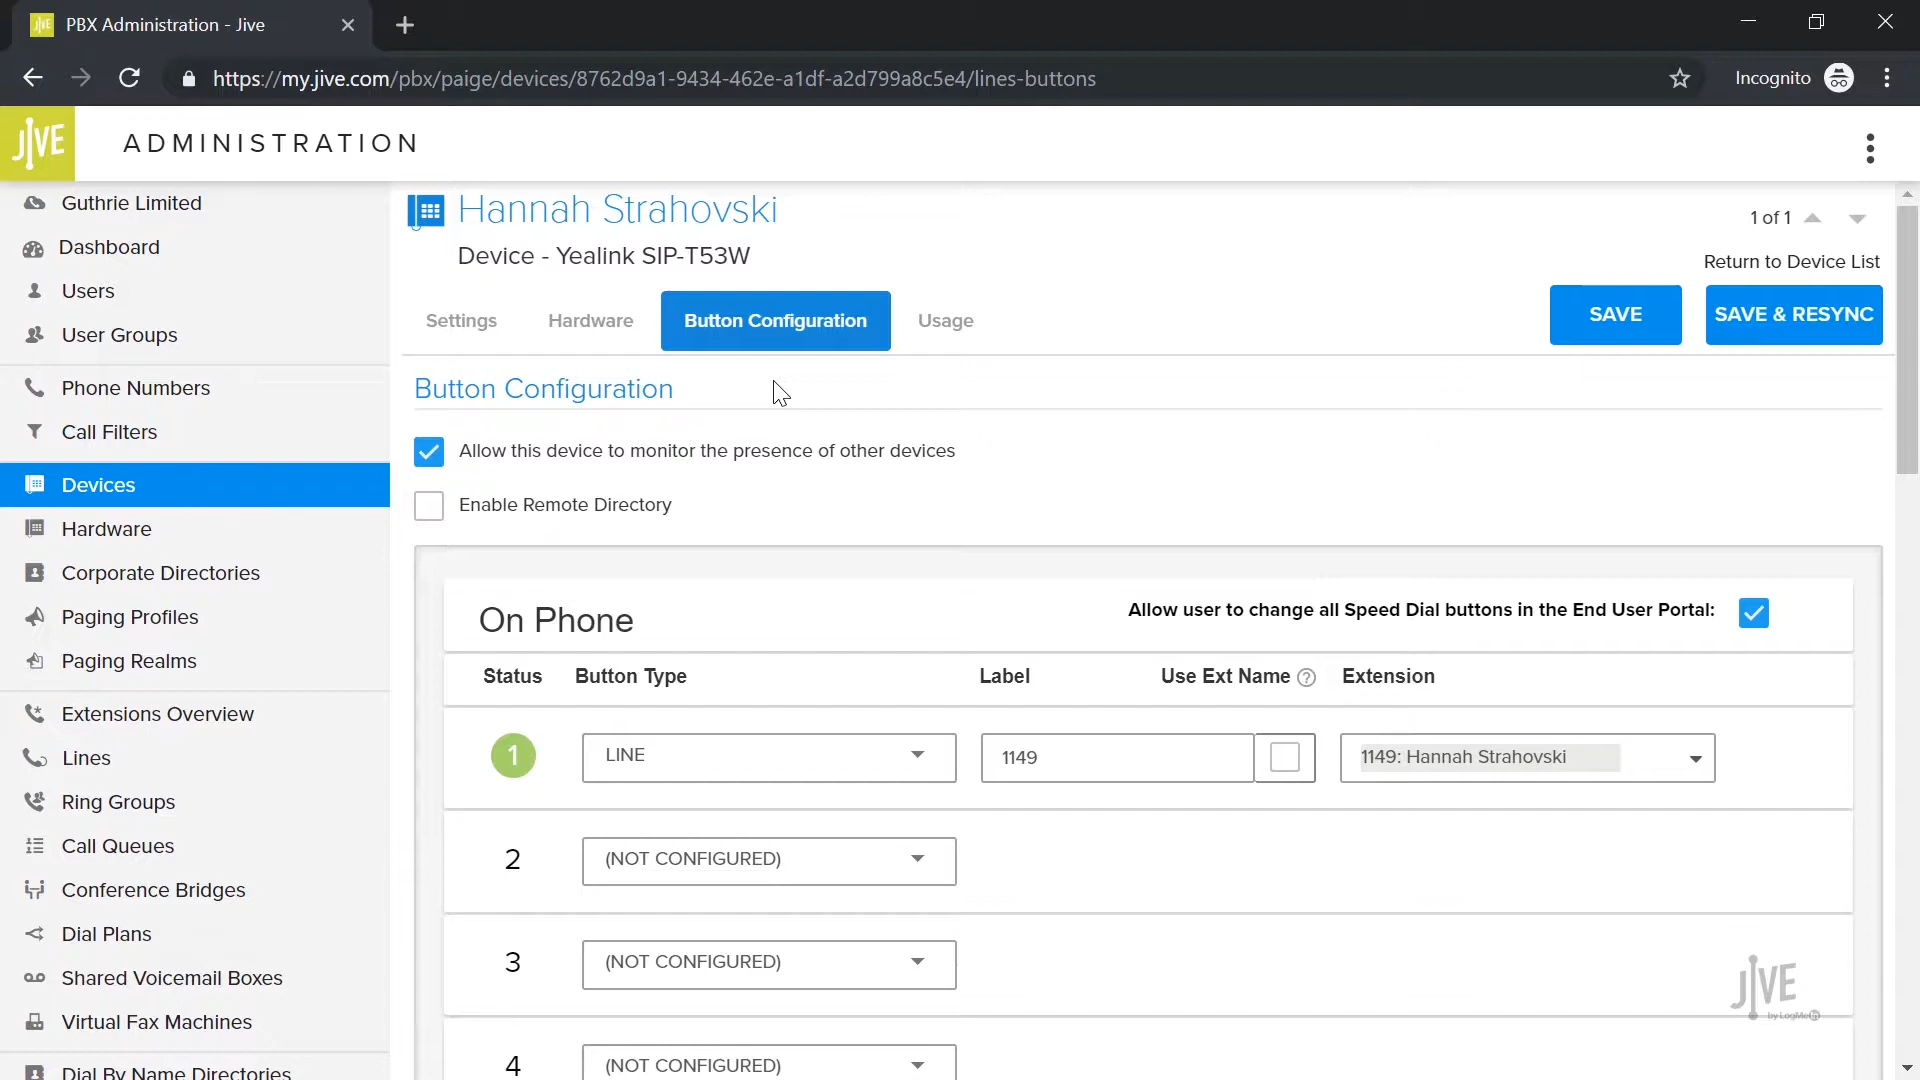 PBX Administration - Jive
https://my.jive.com/pbx/paige/devices/8762d9a1-9434-462e-a1df-a2d799a8c5e4/lines-buttons
Incognito
JIVE
ADMINISTRATION
Guthrie Limited
Dashboard
Users
User Groups
Phone Numbers
Call Filters
Devices
Hardware
Corporate Directories
Paging Profiles
Paging Realms
Extensions Overview
Lines
Ring Groups
Call Queues
Conference Bridges
Dial Plans
Shared Voicemail Boxes
Virtual Fax Machines
Dial By Name Directories
Hannah Strahovski
Device - Yealink SIP-T53W
1 of 1
Return to Device List
Settings
Hardware
Button Configuration
Usage
SAVE
SAVE & RESYNC
Button Configuration
Allow this device to monitor the presence of other devices
Enable Remote Directory
On Phone
Allow user to change all Speed Dial buttons in the End User Portal:
Status Button Type Label Use Ext Name ? Extension
1 LINE 1149 1149: Hannah Strahovski
2 (NOT CONFIGURED)
3 (NOT CONFIGURED)
4 (NOT CONFIGURED)
JIVE
by LogMeIn